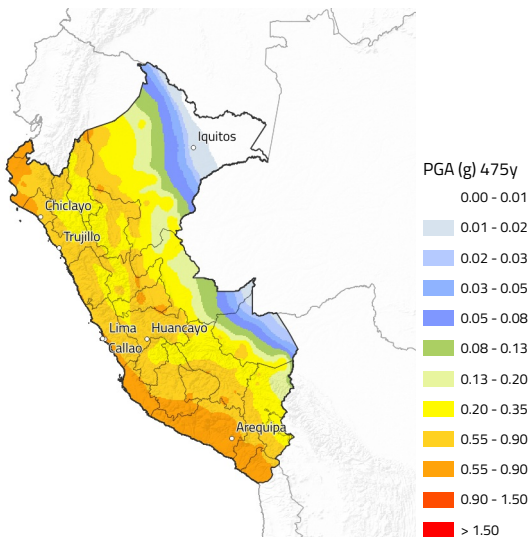 Iquitos
PGA (g) 475y
0.00 - 0.01
Chiclayo
0.01 - 0.02
Trujillo
0.02 - 0.03
0.03 - 0.05
0.05 - 0.08
Lima Huancayo
Callao
0.08 - 0.13
0.13 - 0.20
0.20 - 0.35
Arequipa
0.55 - 0.90
0.55 - 0.90
0.90 - 1.50
> 1.50